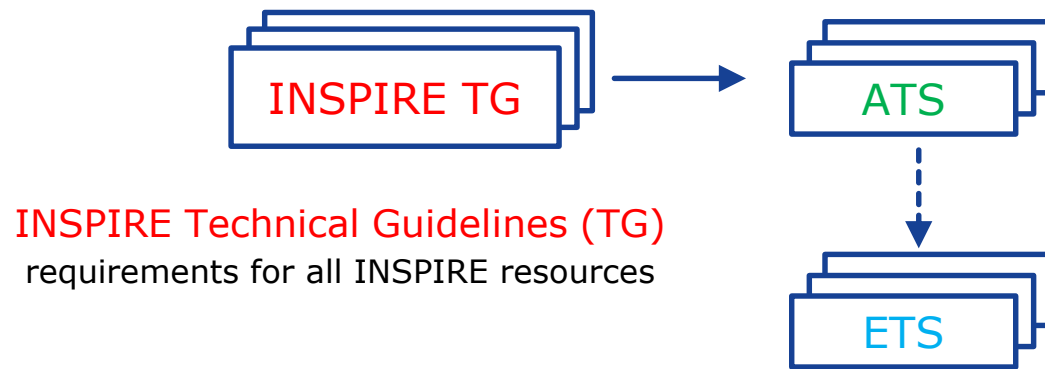 INSPIRE TG
ATS
INSPIRE Technical Guidelines (TG)
requirements for all INSPIRE resources
ETS